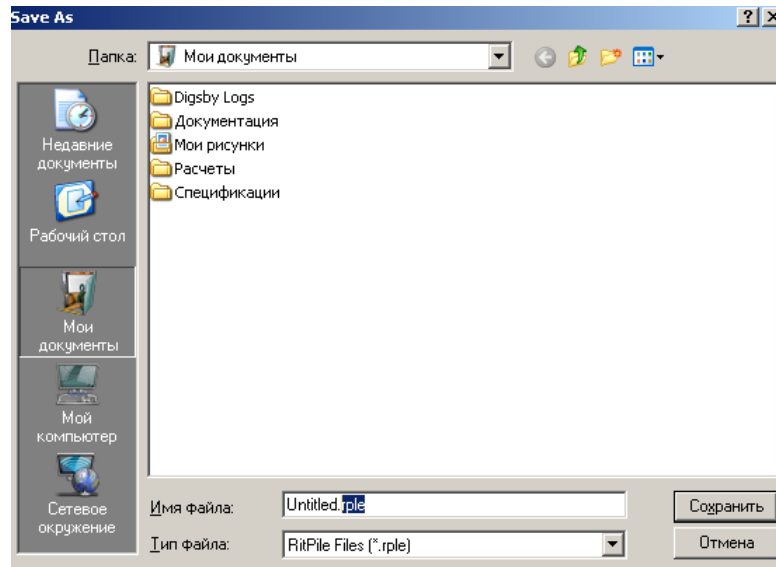 Save As
Папка:
Мои документы
Недавние
документы
Рабочий стол
Мои
документы
Мой
компьютер
Сетевое
окружение
Digsby Logs
Документация
Мои рисунки
Расчеты
Спецификации
Имя файла:
Untitled.rple
Сохранить
Тип файла:
RitPile Files (*.rple)
Отмена